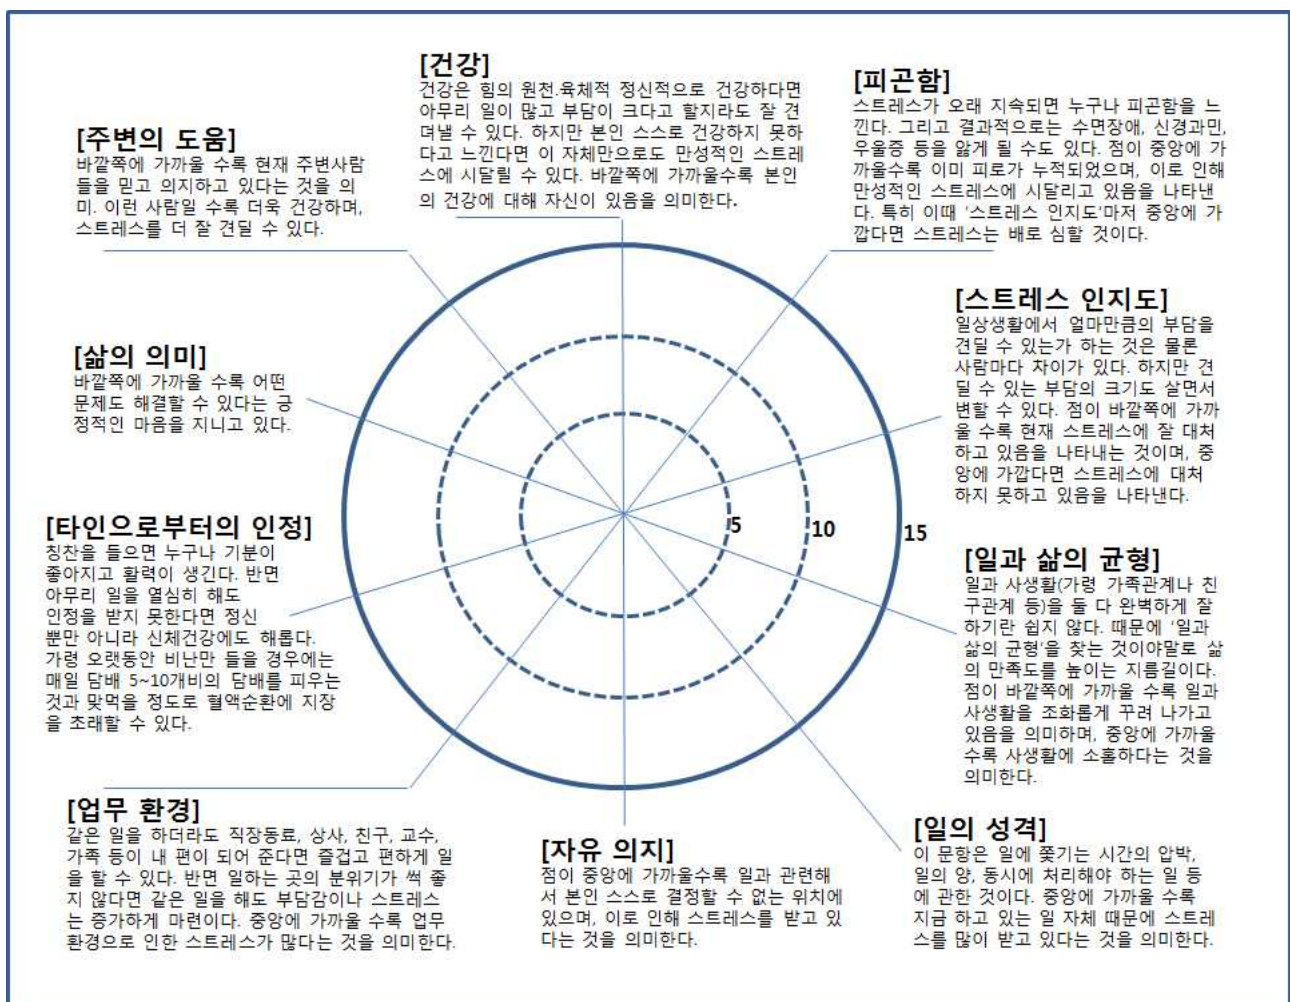 [건강]
건강은 힘의 원천.육체적 정신적으로 건강하다면
아무리 일이 많고 부담이 크다고 할지라도 잘 견
뎌낼 수 있다. 하지만 본인 스스로 건강하지 못하
다고 느낀다면 이 자체만으로도 만성적인 스트레
스에 시달릴 수 있다. 바깥쪽에 가까울수록 본인
의 건강에 대해 자신이 있음을 의미한다.
[피곤함]
스트레스가 오래 지속되면 누구나 피곤함을 느
낀다. 그리고 결과적으로는 수면장애, 신경과민,
우울증 등을 앓게 될 수도 있다. 점이 중앙에 가
까울수록 이미 피로가 누적되었으며, 이로 인해
만성적인 스트레스에 시달리고 있음을 나타낸
다. 특히 이때 '스트레스 인지도'마저 중앙에 가
깝다면 스트레스는 배로 심할 것이다.
[스트레스 인지도]
일상생활에서 얼마만큼의 부담을
견딜 수 있는가 하는 것은 물론
사람마다 차이가 있다. 하지만 견
딜 수 있는 부담의 크기도 살면서
변할 수 있다. 점이 바깥쪽에 가까
울 수록 현재 스트레스에 잘 대처
하고 있음을 나타내는 것이며, 중
앙에 가깝다면 스트레스에 대처
하지 못하고 있음을 나타낸다.
[일과 삶의 균형]
일과 사생활(가령 가족관계나 친
구관계 등)을 둘 다 완벽하게 잘
하기란 쉽지 않다. 때문에 '일과
삶의 균형'을 찾는 것이야말로 삶
의 만족도를 높이는 지름길이다.
점이 바깥쪽에 가까울 수록 일과
사생활을 조화롭게 꾸려 나가고
있음을 의미하며, 중앙에 가까울
수록 사생활에 소홀하다는 것을
의미한다.
[일의 성격]
이 문항은 일에 쫓기는 시간의 압박,
일의 양, 동시에 처리해야 하는 일 등
에 관한 것이다. 중앙에 가까울 수록
지금 하고 있는 일 자체 때문에 스트레
스를 많이 받고 있다는 것을 의미한다.
[자유 의지]
점이 중앙에 가까울수록 일과 관련해
서 본인 스스로 결정할 수 없는 위치에
있으며, 이로 인해 스트레스를 받고 있
다는 것을 의미한다.
[업무 환경]
같은 일을 하더라도 직장동료, 상사, 친구, 교수,
가족 등이 내 편이 되어 준다면 즐겁고 편하게 일
을 할 수 있다. 반면 일하는 곳의 분위기가 썩 좋
지 않다면 같은 일을 해도 부담감이나 스트레스
는 증가하게 마련이다. 중앙에 가까울 수록 업무
환경으로 인한 스트레스가 많다는 것을 의미한다.
[타인으로부터의 인정]
칭찬을 들으면 누구나 기분이
좋아지고 활력이 생긴다. 반면
아무리 일을 열심히 해도
인정을 받지 못한다면 정신
뿐만 아니라 신체건강에도 해롭다.
가령 오랫동안 비난만 들을 경우에는
매일 담배 5~10개비의 담배를 피우는
것과 맞먹을 정도로 혈액순환에 지장
을 초래할 수 있다.
[삶의 의미]
바깥쪽에 가까울 수록 어떤
문제도 해결할 수 있다는 긍
정적인 마음을 지니고 있다.
[주변의 도움]
바깥쪽에 가까울 수록 현재 주변사람
들을 믿고 의지하고 있다는 것을 의
미. 이런 사람일 수록 더욱 건강하며,
스트레스를 더 잘 견딜 수 있다.
5
10
15